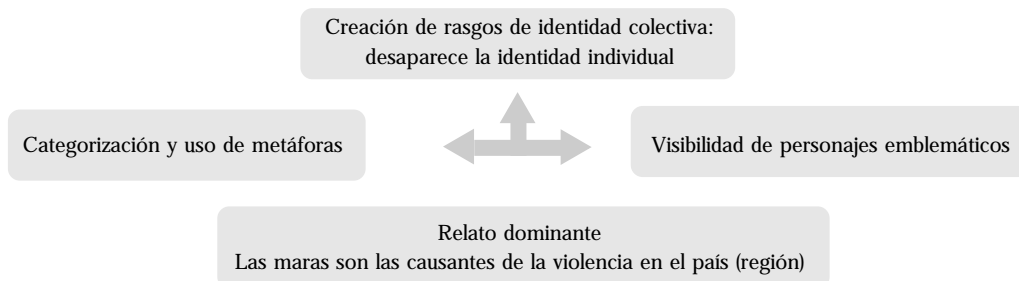 Creación de rasgos de identidad colectiva:
desaparece la identidad individual
Categorización y uso de metáforas
Visibilidad de personajes emblemáticos
Relato dominante
Las maras son las causantes de la violencia en el país (región)